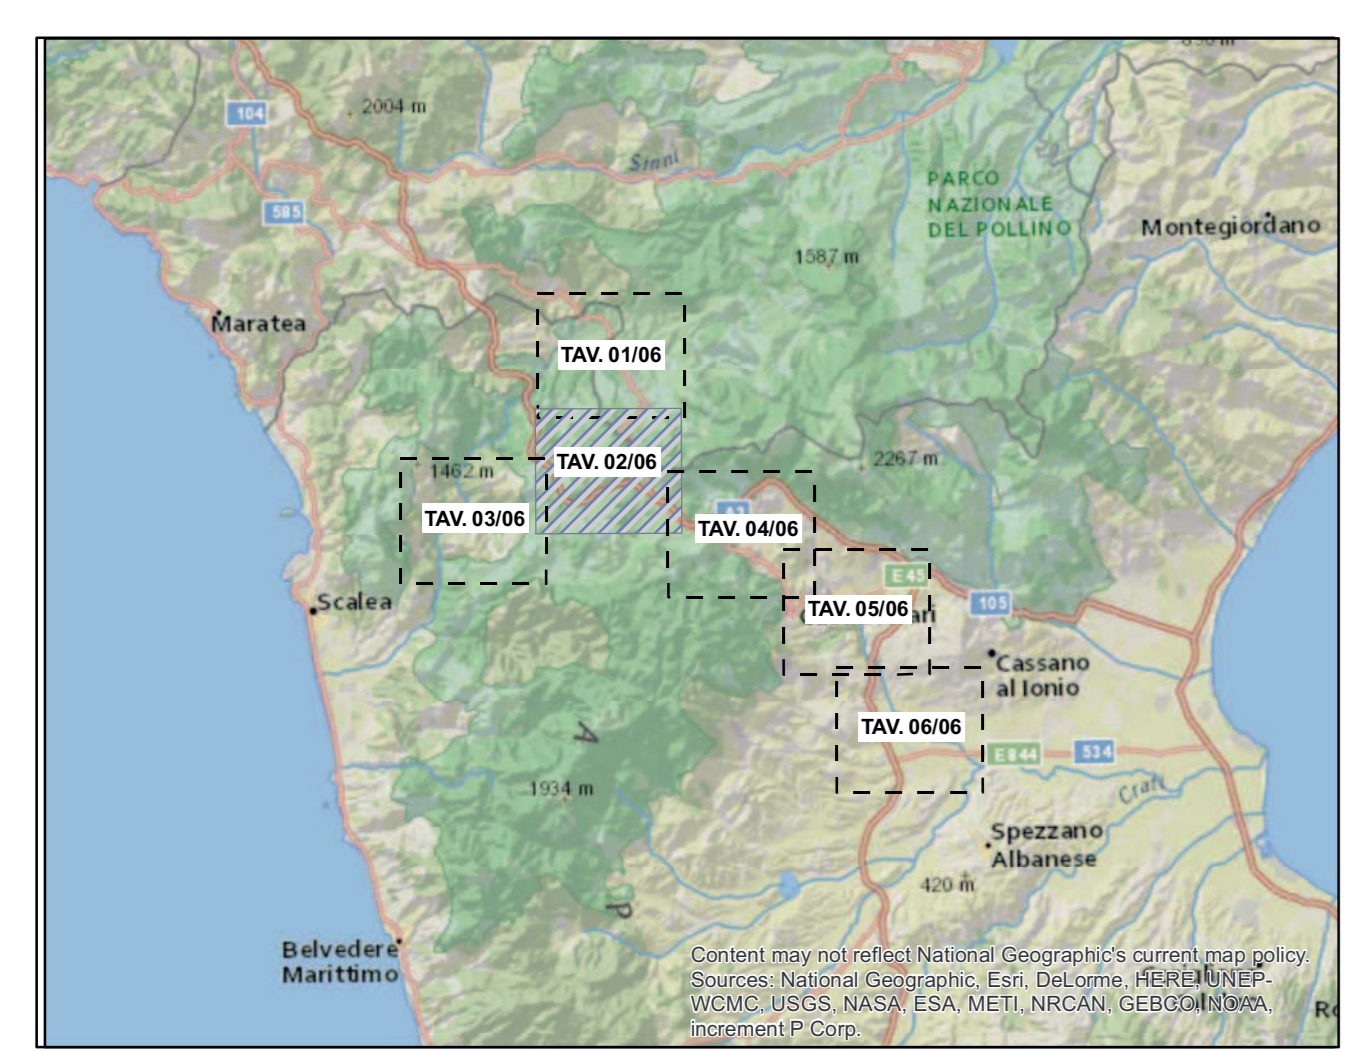 104
2004 m
Sinni
585
PARCO
NAZIONALE
DEL POLLINO
Montegiordano
1587 m
Maratea
TAV. 01/06
2267 m
1462 m
TAV. 02/06
TAV. 03/06
A3
TAV. 04/06
E 45
105
Scalea
TAV. 05/06
Cassano
al Ionio
TAV. 06/06
E 844
534
A
1934 m
Crati
Spezzano
Albanese
420 m
P
Belvedere
Marittimo
Content may not reflect National Geographic's current map policy.
Sources: National Geographic, Esri, DeLorme, HERE, UNEP-
WCMC, USGS, NASA, ESA, METI, NRCAN, GEBCO, NOAA,
increment P Corp.